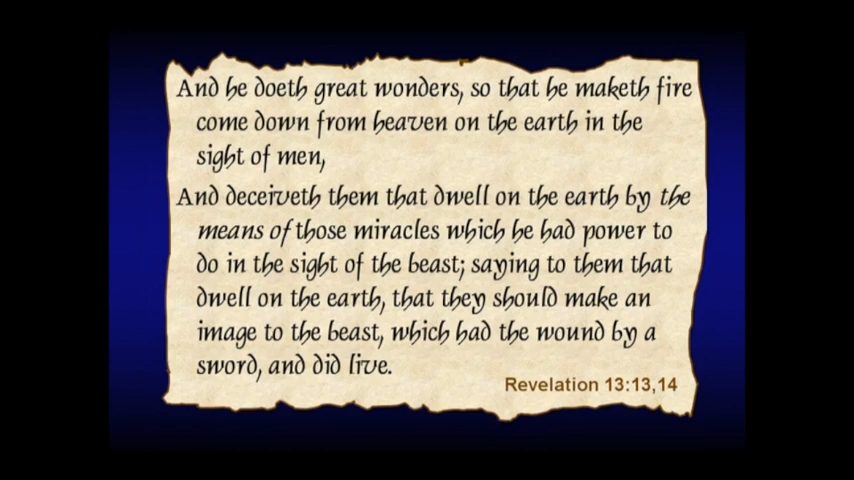 And he doeth great wonders, so that he maketh fire
come down from heaven on the earth in the
sight of men,
And deceiveth them that dwell on the earth by the
means of those miracles which he had power to
do in the sight of the beast; saying to them that
dwell on the earth, that they should make an
image to the beast, which had the wound by a
sword, and did live.
Revelation 13:13,14